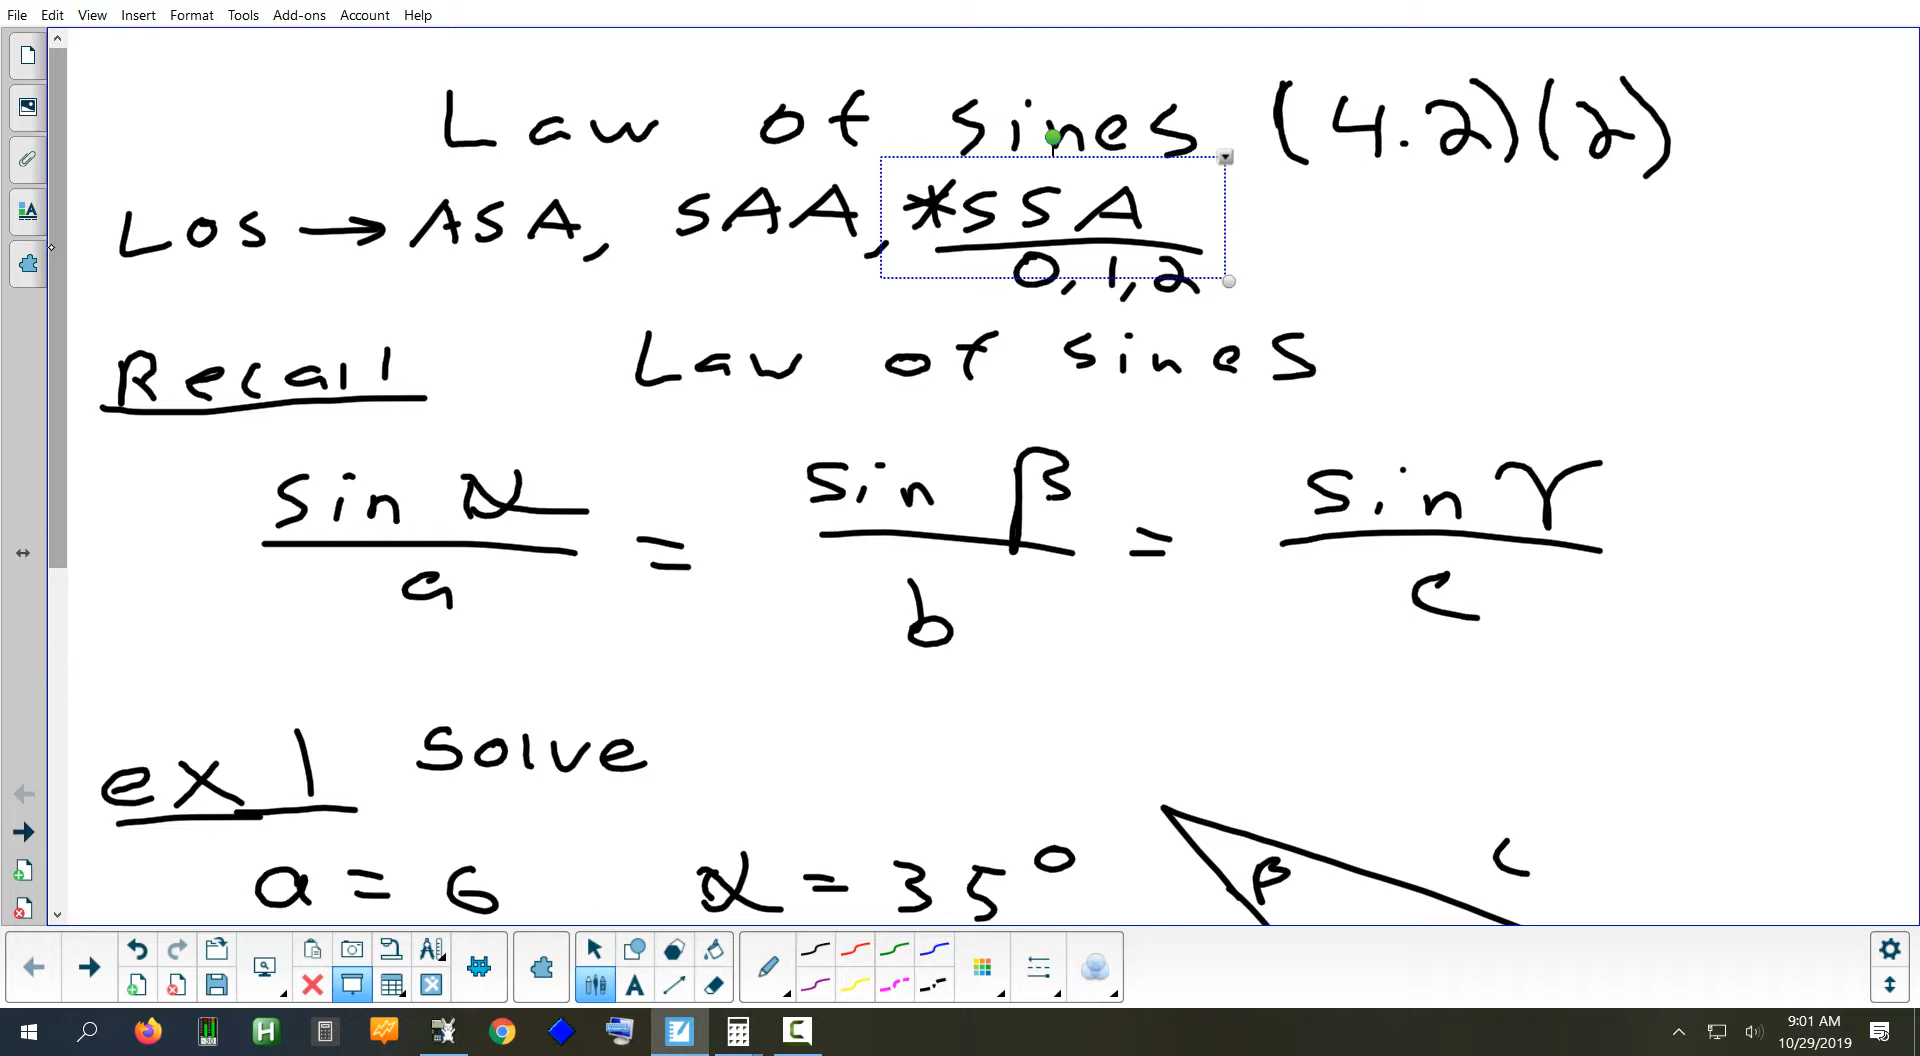 File Edit View Insert Format Tools Add-ons Account Help
Law of sines (4.2)(2)
LOS → ASA, SAA, *SSA
0,1,2
Recall Law of sines
sin α / a = sin β / b = sin γ / c
ex 1 Solve
a = 6 α = 35°
β c
9:01 AM
10/29/2019